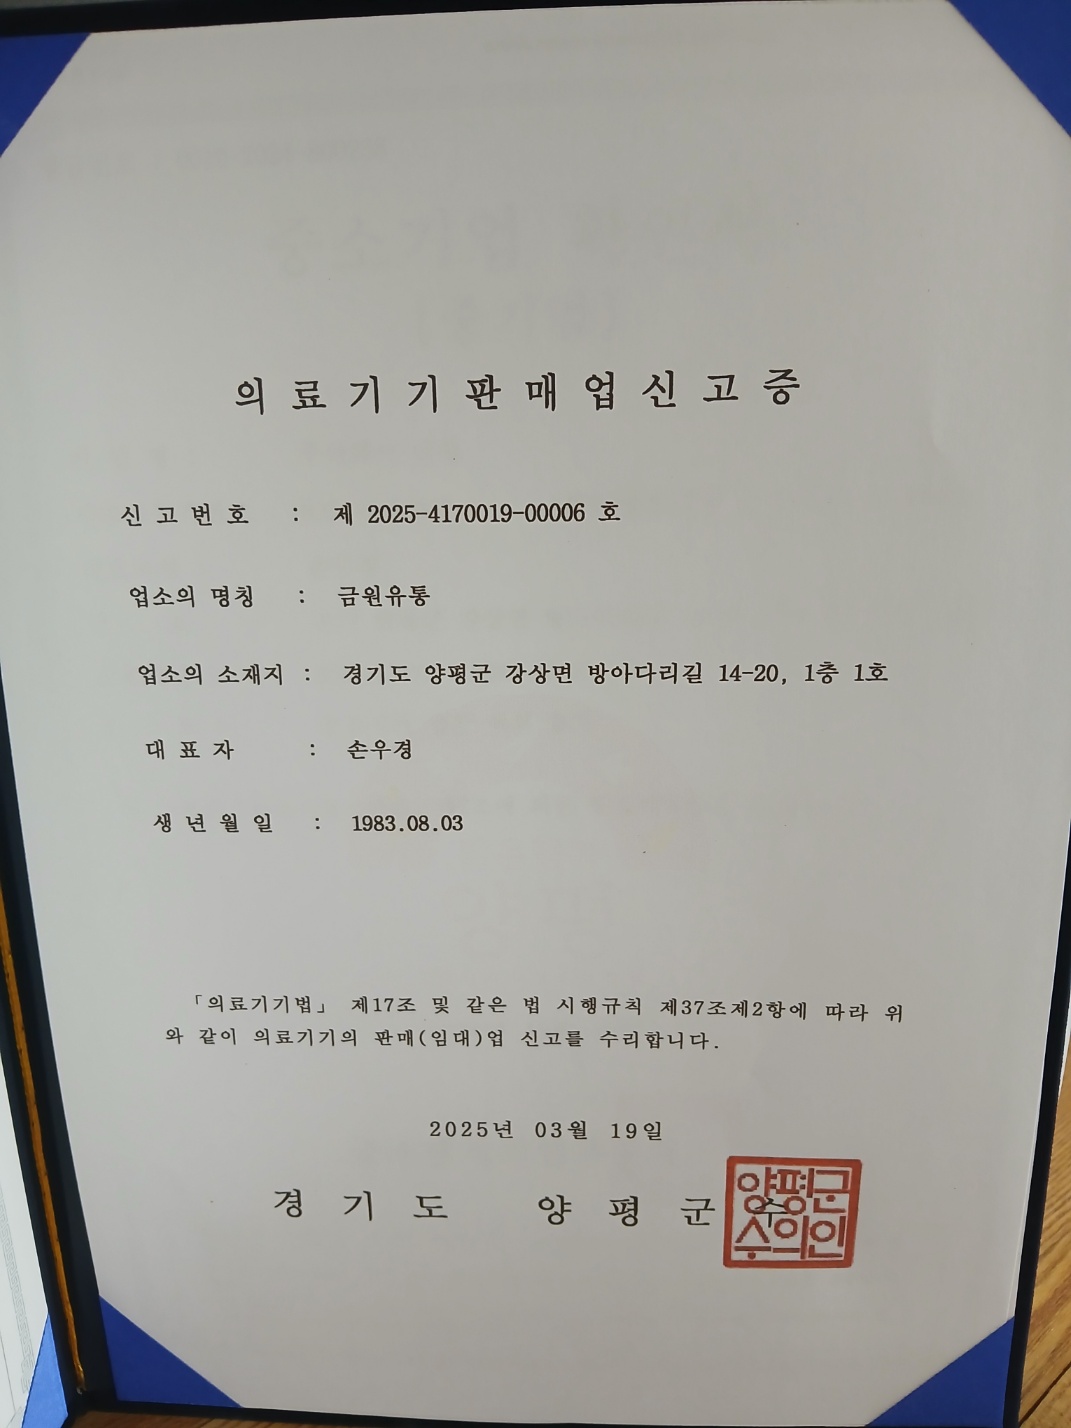 의료기기판매업신고증
신고번호 : 제 2025-4170019-00006 호
업소의 명칭 : 금원유통
업소의 소재지 : 경기도 양평군 강상면 방아다리길 14-20, 1층 1호
대표자 : 손우경
생년월일 : 1983.08.03
「의료기기법」 제17조 및 같은 법 시행규칙 제37조제2항에 따라 위
와 같이 의료기기의 판매(임대)업 신고를 수리합니다.
2025년 03월 19일
경기도 양평군수
양평군
수의인